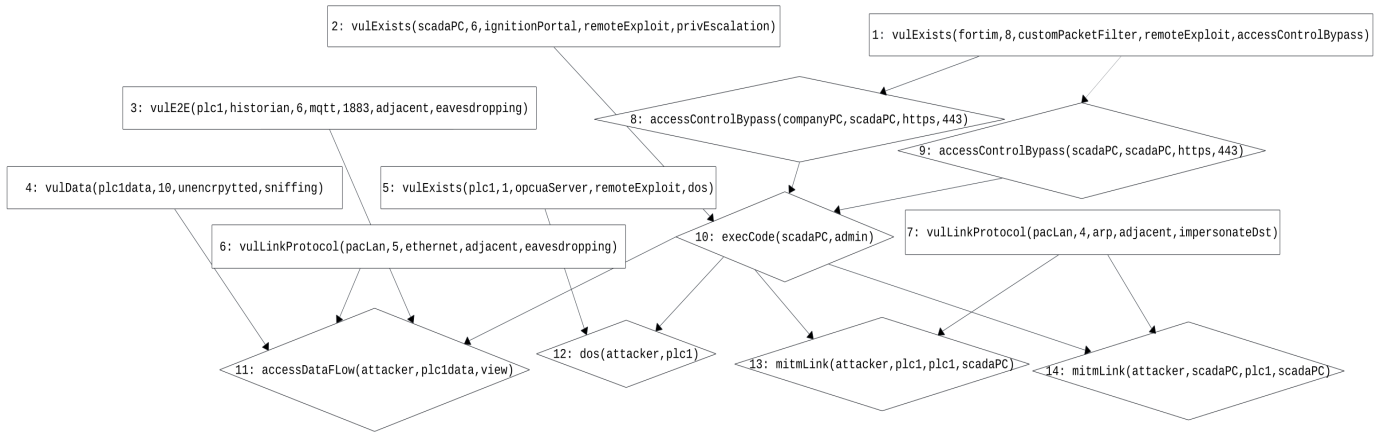 2: vulExists(scadaPC,6,ignitionPortal,remoteExploit,privEscalation)
1: vulExists(fortim,8,customPacketFilter,remoteExploit,accessControlBypass)
3: vulE2E(plc1,historian,6,mqtt,1883,adjacent,eavesdropping)
8: accessControlBypass(companyPC,scadaPC,https,443)
9: accessControlBypass(scadaPC,scadaPC,https,443)
4: vulData(plc1data,10,unencrpytted,sniffing)
5: vulExists(plc1,1,opcuaServer,remoteExploit,dos)
6: vulLinkProtocol(pacLan,5,ethernet,adjacent,eavesdropping)
10: execCode(scadaPC,admin)
7: vulLinkProtocol(pacLan,4,arp,adjacent,impersonateDst)
11: accessDataFLow(attacker,plc1data,view)
12: dos(attacker,plc1)
13: mitmLink(attacker,plc1,plc1,scadaPC)
14: mitmLink(attacker,scadaPC,plc1,scadaPC)